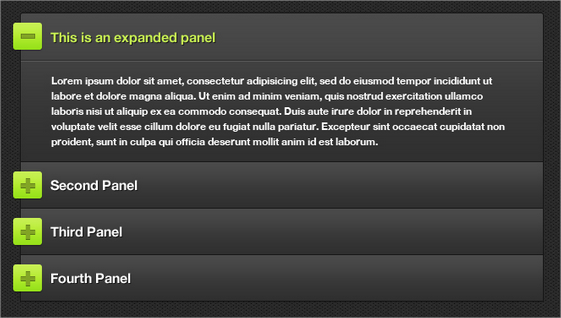 This is an expanded panel
Lorem ipsum dolor sit amet, consectetur adipisicing elit, sed do eiusmod tempor incididunt ut
labore et dolore magna aliqua. Ut enim ad minim veniam, quis nostrud exercitation ullamco
laboris nisi ut aliquip ex ea commodo consequat. Duis aute irure dolor in reprehenderit in
voluptate velit esse cillum dolore eu fugiat nulla pariatur. Excepteur sint occaecat cupidatat non
proident, sunt in culpa qui officia deserunt mollit anim id est laborum.
Second Panel
Third Panel
Fourth Panel